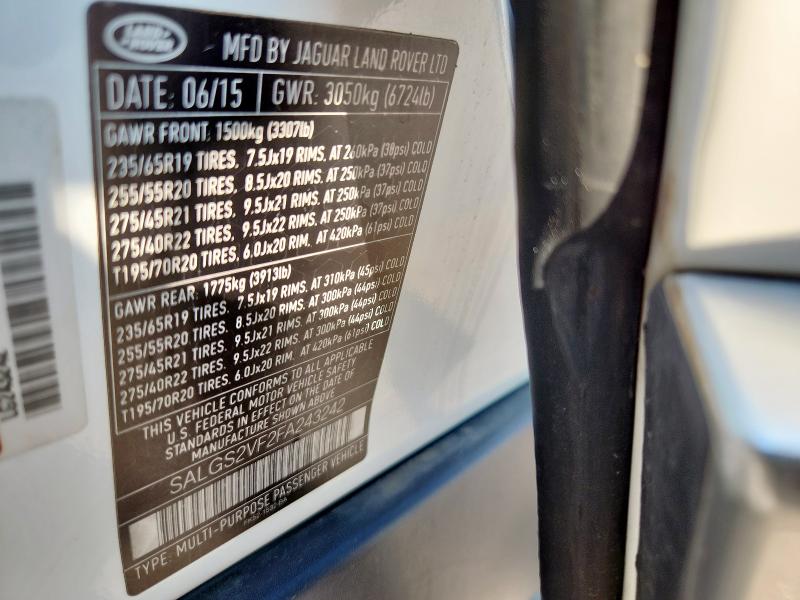 LAND ROVER
MFD BY JAGUAR LAND ROVER LTD
DATE: 06/15 GWR: 3050kg (6724lb)
GAWR FRONT: 1500kg (3307lb)
235/65R19 TIRES, 7.5Jx19 RIMS, AT 260kPa (38psi) COLD
255/55R20 TIRES, 8.5Jx20 RIMS, AT 250kPa (37psi) COLD
275/45R21 TIRES, 9.5Jx21 RIMS, AT 250kPa (37psi) COLD
275/40R22 TIRES, 9.5Jx22 RIMS, AT 250kPa (37psi) COLD
T195/70R20 TIRES, 6.0Jx20 RIM, AT 420kPa (61psi) COLD
GAWR REAR: 1775kg (3913lb)
235/65R19 TIRES, 7.5Jx19 RIMS, AT 310kPa (45psi) COLD
255/55R20 TIRES, 8.5Jx20 RIMS, AT 300kPa (44psi) COLD
275/45R21 TIRES, 9.5Jx21 RIMS, AT 300kPa (44psi) COLD
275/40R22 TIRES, 9.5Jx22 RIMS, AT 300kPa (44psi) COLD
T195/70R20 TIRES, 6.0Jx20 RIM, AT 420kPa (61psi) COLD
THIS VEHICLE CONFORMS TO ALL APPLICABLE
U.S. FEDERAL MOTOR VEHICLE SAFETY
STANDARDS IN EFFECT ON THE DATE OF
MANUFACTURE SHOWN ABOVE
SALGS2VF2FA243242
TYPE: MULTI-PURPOSE PASSENGER VEHICLE